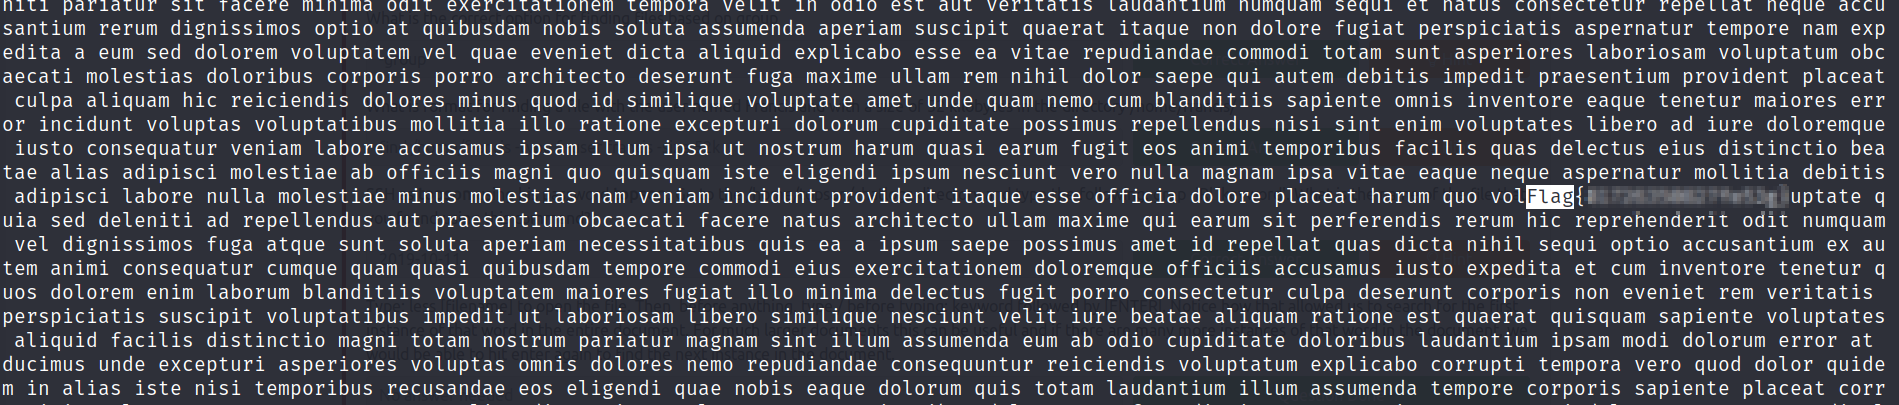 niti pariatur sit facere minima odit exercitationem tempora velit in odio est aut veritatis laudantium numquam sequi et natus consectetur repellat neque accu
santium rerum dignissimos optio at quibusdam nobis soluta assumenda aperiam suscipit quaerat itaque non dolore fugiat perspiciatis aspernatur tempore nam exp
edita a eum sed dolorem voluptatem vel quae eveniet dicta aliquid explicabo esse ea vitae repudiandae commodi totam sunt asperiores laboriosam voluptatum obc
aecati molestias doloribus corporis porro architecto deserunt fuga maxime ullam rem nihil dolor saepe qui autem debitis impedit praesentium provident placeat
culpa aliquam hic reiciendis dolores minus quod id similique voluptate amet unde quam nemo cum blanditiis sapiente omnis inventore eaque tenetur maiores err
or incidunt voluptas voluptatibus mollitia illo ratione excepturi dolorum cupiditate possimus repellendus nisi sint enim voluptates libero ad iure doloremque
iusto consequatur veniam labore accusamus ipsam illum ipsa ut nostrum harum quasi earum fugit eos animi temporibus facilis quas delectus eius distinctio bea
tae alias adipisci molestiae ab officiis magni quo quisquam iste eligendi ipsum nesciunt vero nulla magnam ipsa vitae eaque neque aspernatur mollitia debitis
adipisci labore nulla molestiae minus molestias nam veniam incidunt provident itaque esse officia dolore placeat harum quo volFlag{ uptate q
uia sed deleniti ad repellendus aut praesentium obcaecati facere natus architecto ullam maxime qui earum sit perferendis rerum hic reprehenderit odit numquam
vel dignissimos fuga atque sunt soluta aperiam necessitatibus quis ea a ipsum saepe possimus amet id repellat quas dicta nihil sequi optio accusantium ex au
tem animi consequatur cumque quam quasi quibusdam tempore commodi eius exercitationem doloremque officiis accusamus iusto expedita et cum inventore tenetur q
uos dolorem enim laborum blanditiis voluptatem maiores fugiat illo minima delectus fugit porro consectetur culpa deserunt corporis non eveniet rem veritatis
perspiciatis suscipit voluptatibus impedit ut laboriosam libero similique nesciunt velit iure beatae aliquam ratione est quaerat quisquam sapiente voluptates
aliquid facilis distinctio magni totam nostrum pariatur magnam sint illum assumenda eum ab odio cupiditate doloribus laudantium ipsam modi dolorum error at
ducimus unde excepturi asperiores voluptas omnis dolores nemo repudiandae consequuntur reiciendis voluptatum explicabo corrupti tempora vero quod dolor quide
m in alias iste nisi temporibus recusandae eos eligendi quae nobis eaque dolorum quis totam laudantium illum assumenda tempore corporis sapiente placeat corr